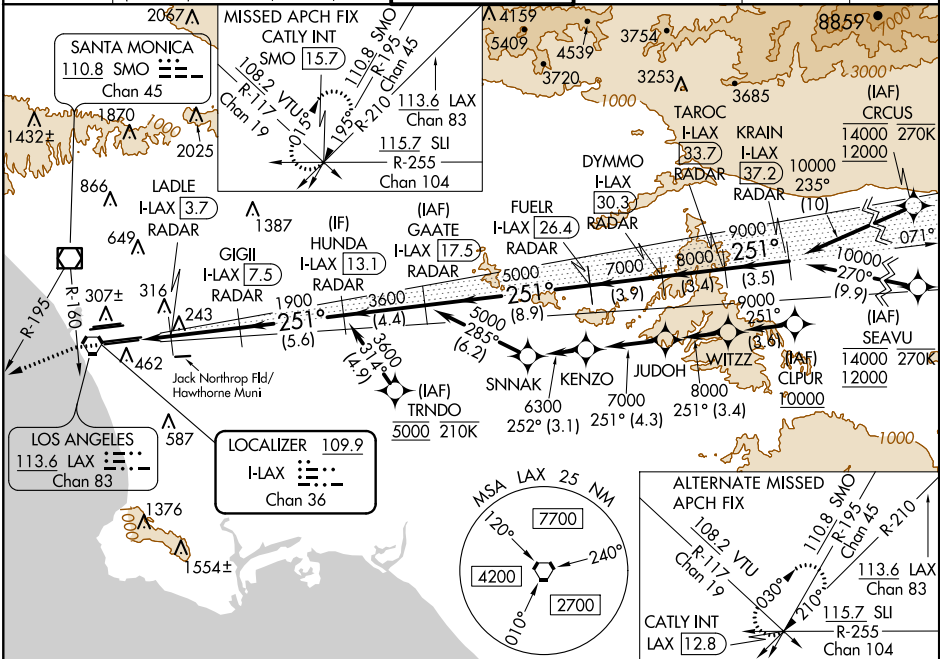 2067
SANTA MONICA
110.8 SMO
Chan 45
MISSED APCH FIX
CATLY INT
SMO 15.7
110.8 SMO
R-195
Chan 45
R-210
108.2 VTU
R-117
Chan 19
015°
195°
113.6 LAX
Chan 83
115.7 SLI
R-255
Chan 104
4159
5409
4539
3754
3720
3253
3685
8859
7000
3000
1000
1432±
1870
1000
2025
866
649
1387
307±
316
243
462
587
LADLE
I-LAX 3.7
RADAR
GIGII
I-LAX 7.5
RADAR
(IF)
HUNDA
I-LAX 13.1
RADAR
(IAF)
GAATE
I-LAX 17.5
RADAR
FUELR
I-LAX 26.4
RADAR
DYMMO
I-LAX
30.3
RADAR
TAROC
I-LAX
33.7
RADAR
KRAIN
I-LAX
37.2
RADAR
(IAF)
CRCUS
14000 270K
12000
10000
235°
(10)
071°
10000
270°
(9.9)
(IAF)
SEAVU
14000 270K
12000
1900
251°
(5.6)
3600
(4.4)
5000
251°
(8.9)
7000
(3.9)
8000
(3.4)
9000
251°
(3.5)
9000
251°
(3.6)
5000
285°
(6.2)
3600
314°
(4.9)
(IAF)
TRNDO
5000 210K
SNNAK
KENZO
JUDOH
WITZZ
(IAF)
CLPUR
10000
6300
252° (3.1)
7000
251° (4.3)
8000
251° (3.4)
R-195
R-160
Jack Northrop Fld/
Hawthorne Muni
LOS ANGELES
113.6 LAX
Chan 83
LOCALIZER 109.9
I-LAX
Chan 36
1000
1376
1554±
MSA LAX 25 NM
120°
7700
240°
4200
2700
010°
1000
ALTERNATE MISSED
APCH FIX
110.8 SMO
R-195
Chan 45
R-210
108.2 VTU
R-117
Chan 19
030°
210°
113.6 LAX
Chan 83
115.7 SLI
R-255
Chan 104
CATLY INT
LAX 12.8